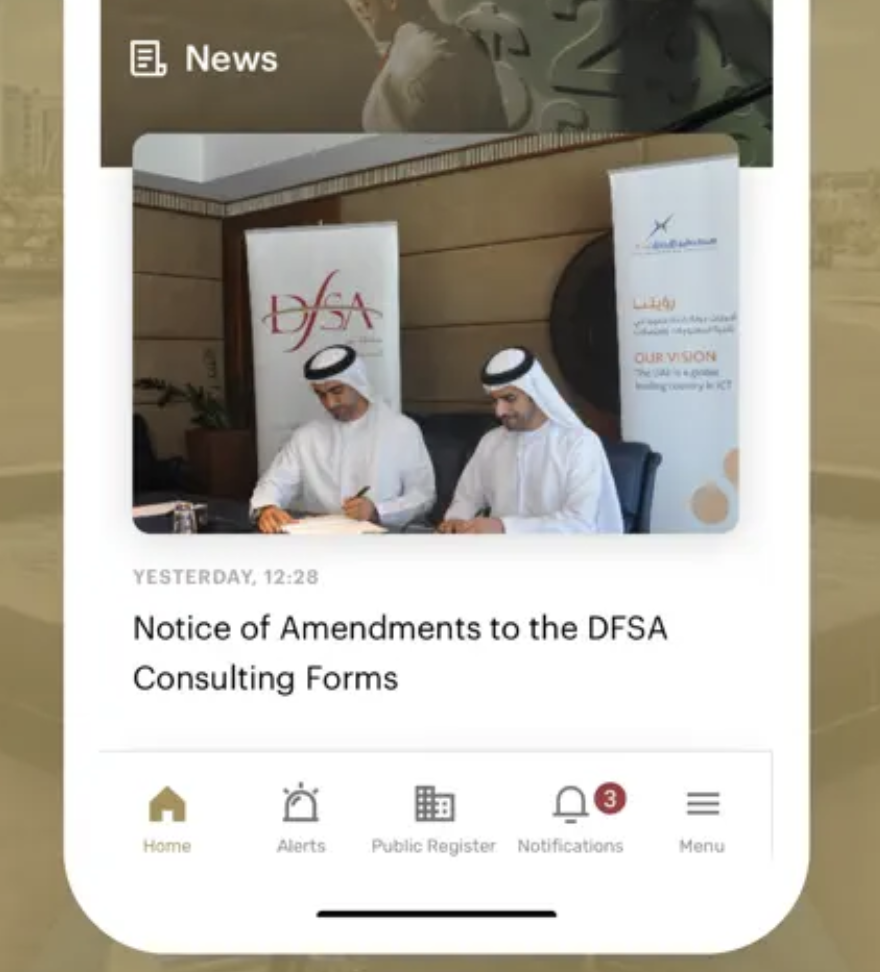 News
DFSA
رؤيتنا
OUR VISION
The UAE is a global
leading country in ICT
YESTERDAY, 12:28
Notice of Amendments to the DFSA
Consulting Forms
3
Home
Alerts
Public Register
Notifications
Menu